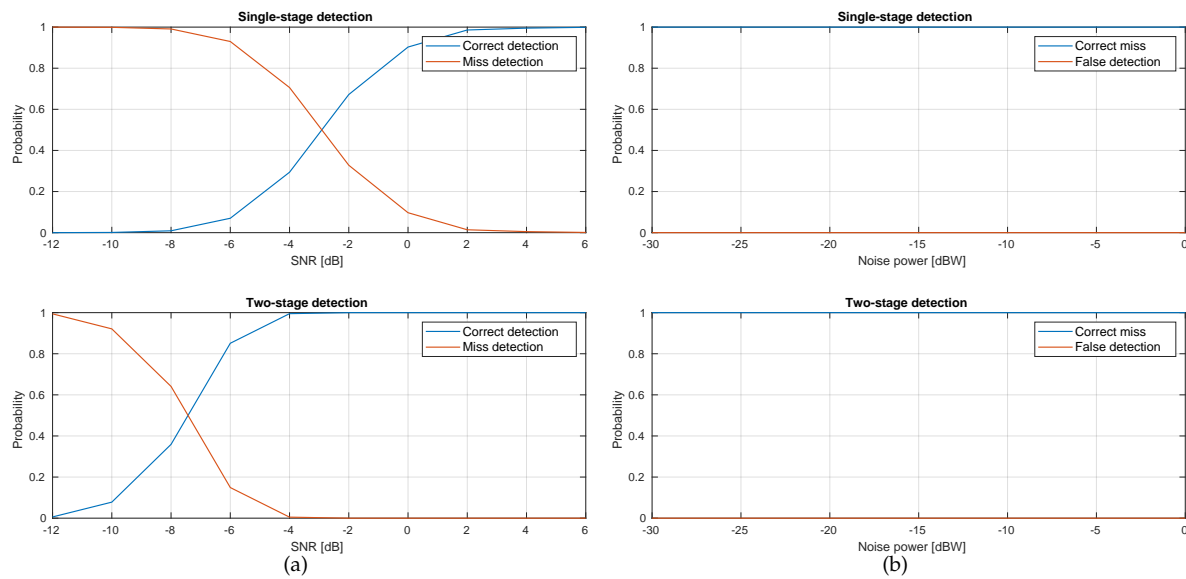 Single-stage detection
Probability
1
0.8
0.6
0.4
0.2
0
Correct detection
Miss detection
-12 -10 -8 -6 -4 -2 0 2 4 6
SNR [dB]
Single-stage detection
Probability
1
0.8
0.6
0.4
0.2
0
Correct miss
False detection
-30 -25 -20 -15 -10 -5 0
Noise power [dBW]
Two-stage detection
Probability
1
0.8
0.6
0.4
0.2
0
Correct detection
Miss detection
-12 -10 -8 -6 -4 -2 0 2 4 6
SNR [dB]
(a)
Two-stage detection
Probability
1
0.8
0.6
0.4
0.2
0
Correct miss
False detection
-30 -25 -20 -15 -10 -5 0
Noise power [dBW]
(b)